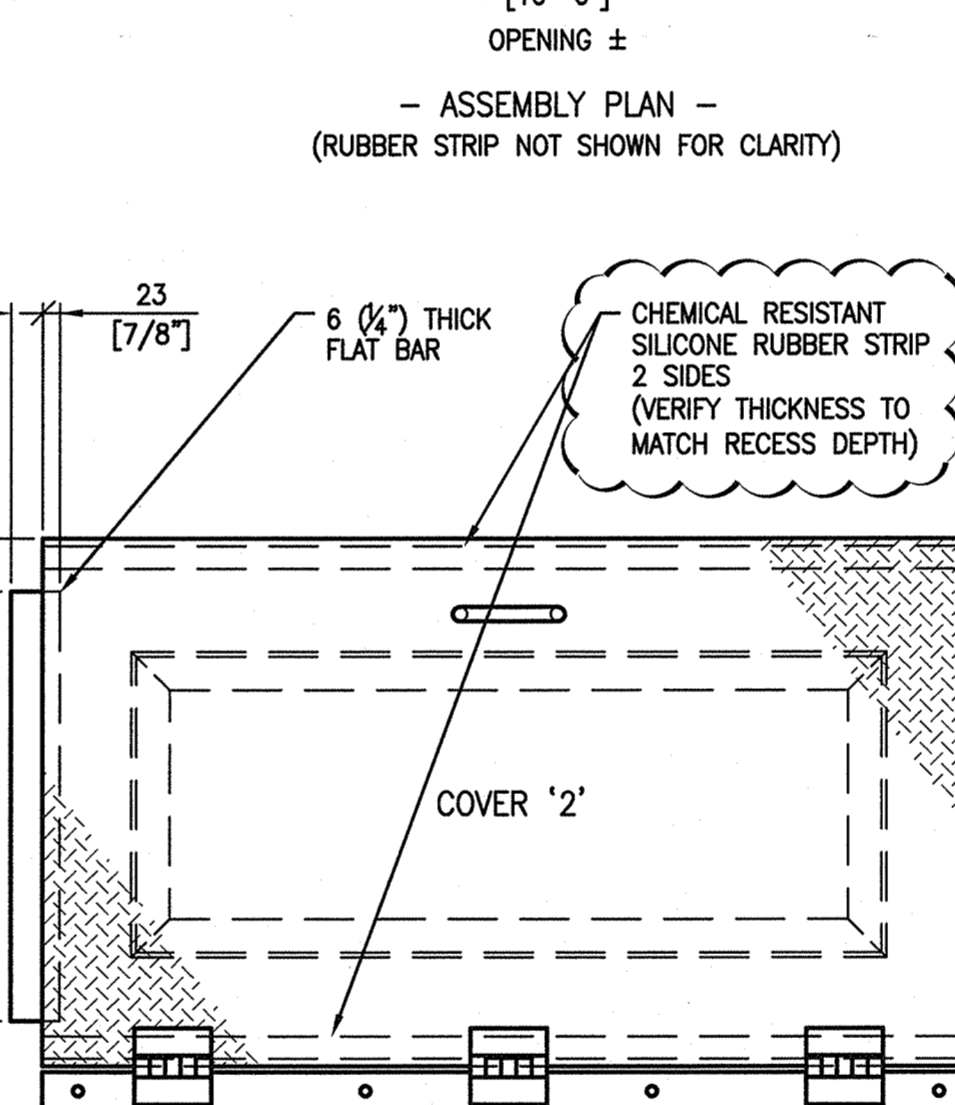 OPENING ±
– ASSEMBLY PLAN –
(RUBBER STRIP NOT SHOWN FOR CLARITY)
23
[7/8"]
6 (1/4") THICK
FLAT BAR
CHEMICAL RESISTANT
SILICONE RUBBER STRIP
2 SIDES
(VERIFY THICKNESS TO
MATCH RECESS DEPTH)
COVER ‘2’